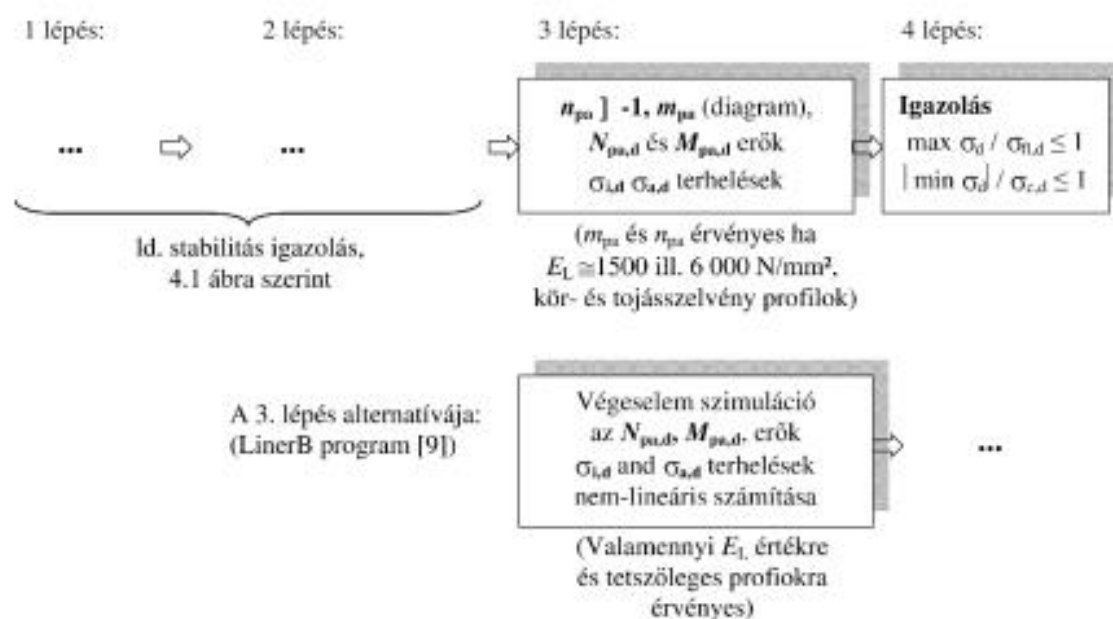 1 lépés:
2 lépés:
3 lépés:
4 lépés:
...
...
n_pa ] -1, m_pa (diagram),
N_pa,d és M_pa,d erők
σ_i,d σ_a,d terhelések
Igazolás
max σ_d / σ_fl,d ≤ 1
⌊min σ_d⌋ / σ_c,d ≤ 1
ld. stabilitás igazolás,
4.1 ábra szerint
(m_pa és n_pa érvényes ha
E_L ≅1500 ill. 6 000 N/mm²,
kör- és tojásszelvény profilok)
A 3. lépés alternatívája:
(LinerB program [9])
Végeselem szimuláció
az N_pa,d, M_pa,d, erők
σ_i,d and σ_a,d terhelések
nem-lineáris számítása
...
(Valamennyi E_L értékre
és tetszőleges profiokra
érvényes)